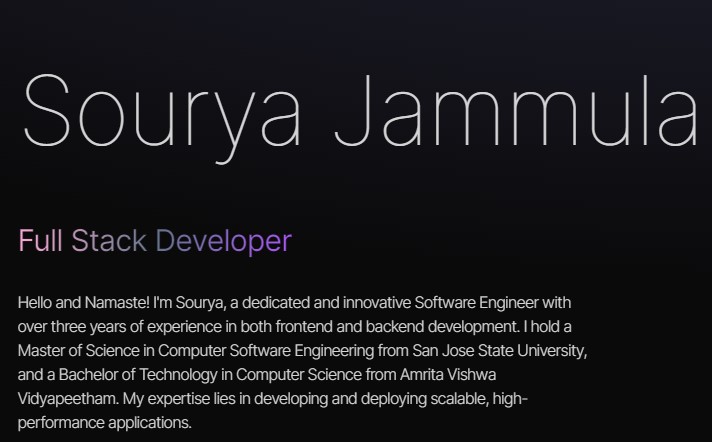 Sourya Jammula
Full Stack Developer
Hello and Namaste! I'm Sourya, a dedicated and innovative Software Engineer with
over three years of experience in both frontend and backend development. I hold a
Master of Science in Computer Software Engineering from San Jose State University,
and a Bachelor of Technology in Computer Science from Amrita Vishwa
Vidyapeetham. My expertise lies in developing and deploying scalable, high-
performance applications.